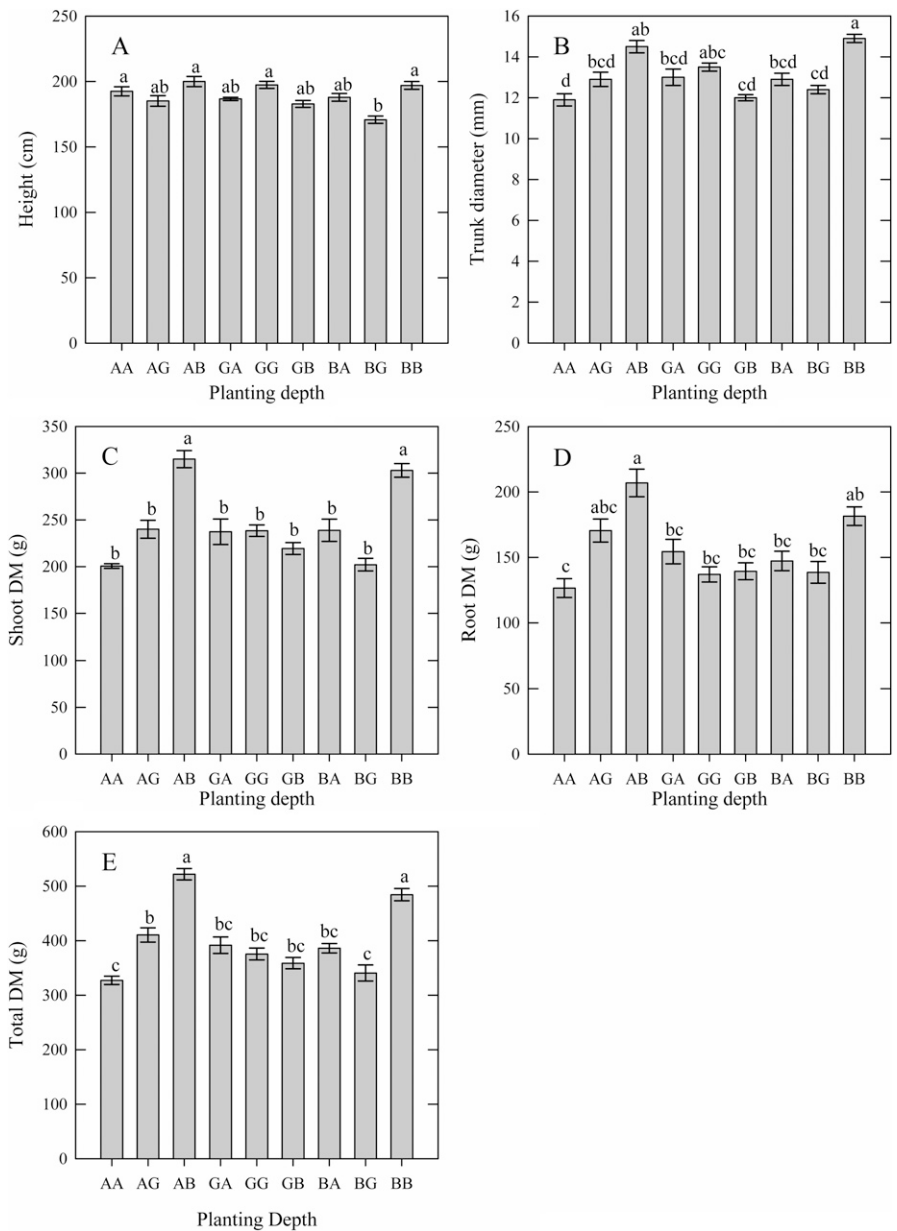 A
Height (cm)
250
200
150
100
50
0
a ab a ab a ab ab b a
AA AG AB GA GG GB BA BG BB
Planting depth
B
Trunk diameter (mm)
16
14
12
10
8
6
4
2
0
d bcd ab bcd abc cd bcd cd a
AA AG AB GA GG GB BA BG BB
Planting depth
C
Shoot DM (g)
350
300
250
200
150
100
50
0
b b a b b b b b a
AA AG AB GA GG GB BA BG BB
Planting depth
D
Root DM (g)
250
200
150
100
50
0
c abc a bc bc bc bc bc ab
AA AG AB GA GG GB BA BG BB
Planting depth
E
Total DM (g)
600
500
400
300
200
100
0
c b a bc bc bc bc c a
AA AG AB GA GG GB BA BG BB
Planting Depth